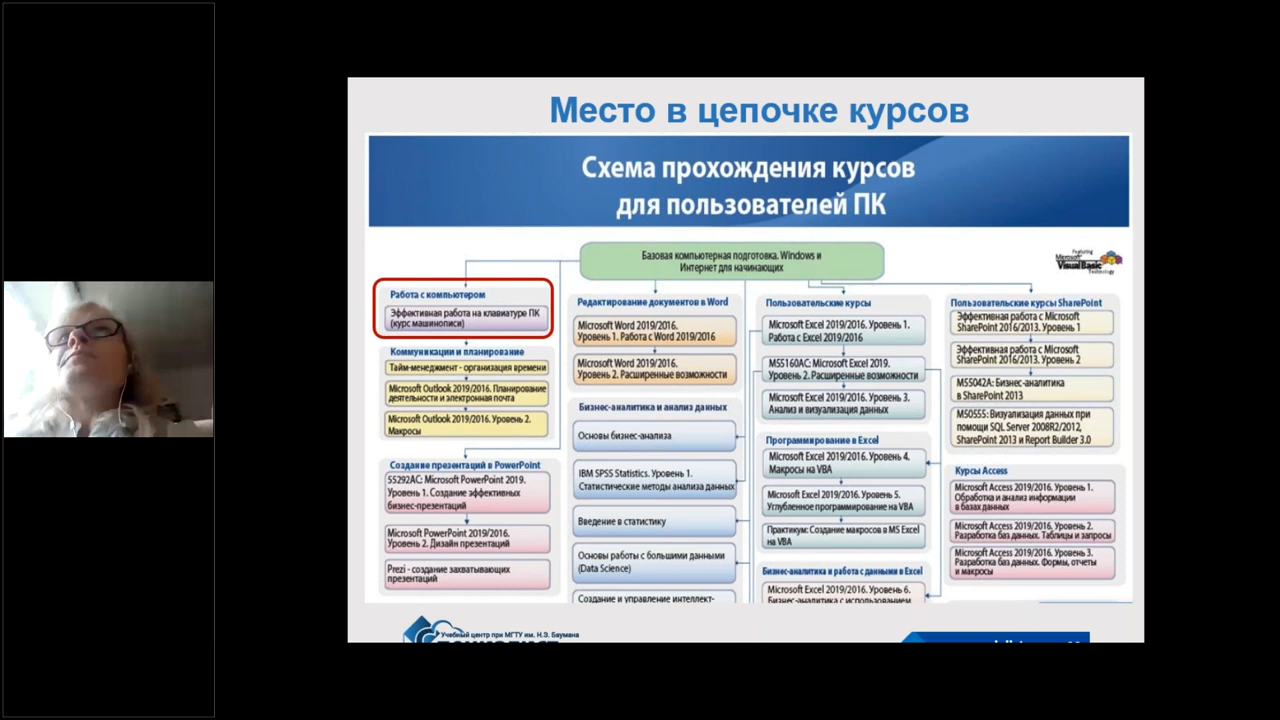 Место в цепочке курсов
Схема прохождения курсов
для пользователей ПК
Базовая компьютерная подготовка. Windows и
Интернет для начинающих
Featuring
Microsoft
Visual Basic
Technology
Работа с компьютером
Эффективная работа на клавиатуре ПК
(курс машинописи)
Коммуникации и планирование
Тайм-менеджмент - организация времени
Microsoft Outlook 2019/2016. Планирование
деятельности и электронная почта
Microsoft Outlook 2019/2016. Уровень 2.
Макросы
Создание презентаций в PowerPoint
55292AC: Microsoft PowerPoint 2019.
Уровень 1. Создание эффективных
бизнес-презентаций
Microsoft PowerPoint 2019/2016.
Уровень 2. Дизайн презентаций
Prezi - создание захватывающих
презентаций
Редактирование документов в Word
Microsoft Word 2019/2016.
Уровень 1. Работа с Word 2019/2016
Microsoft Word 2019/2016.
Уровень 2. Расширенные возможности
Бизнес-аналитика и анализ данных
Основы бизнес-анализа
IBM SPSS Statistics. Уровень 1.
Статистические методы анализа данных
Введение в статистику
Основы работы с большими данными
(Data Science)
Создание и управление интеллект-
Пользовательские курсы
Microsoft Excel 2019/2016. Уровень 1.
Работа с Excel 2019/2016
MS5160AC: Microsoft Excel 2019.
Уровень 2. Расширенные возможности
Microsoft Excel 2019/2016. Уровень 3.
Анализ и визуализация данных
Программирование в Excel
Microsoft Excel 2019/2016. Уровень 4.
Макросы на VBA
Microsoft Excel 2019/2016. Уровень 5.
Углубленное программирование на VBA
Практикум: Создание макросов в MS Excel
на VBA
Бизнес-аналитика и работа с данными в Excel
Microsoft Excel 2019/2016. Уровень 6.
Бизнес-аналитика с использованием
Пользовательские курсы SharePoint
Эффективная работа с Microsoft
SharePoint 2016/2013. Уровень 1
Эффективная работа с Microsoft
SharePoint 2016/2013. Уровень 2
M55042A: Бизнес-аналитика
в SharePoint 2013
M50555: Визуализация данных при
помощи SQL Server 2008R2/2012,
SharePoint 2013 и Report Builder 3.0
Курсы Access
Microsoft Access 2019/2016. Уровень 1.
Обработка и анализ информации
в базах данных
Microsoft Access 2019/2016. Уровень 2.
Разработка баз данных. Таблицы и запросы
Microsoft Access 2019/2016. Уровень 3.
Разработка баз данных. Формы, отчеты
и макросы
Учебный центр при МГТУ им. Н.Э. Баумана